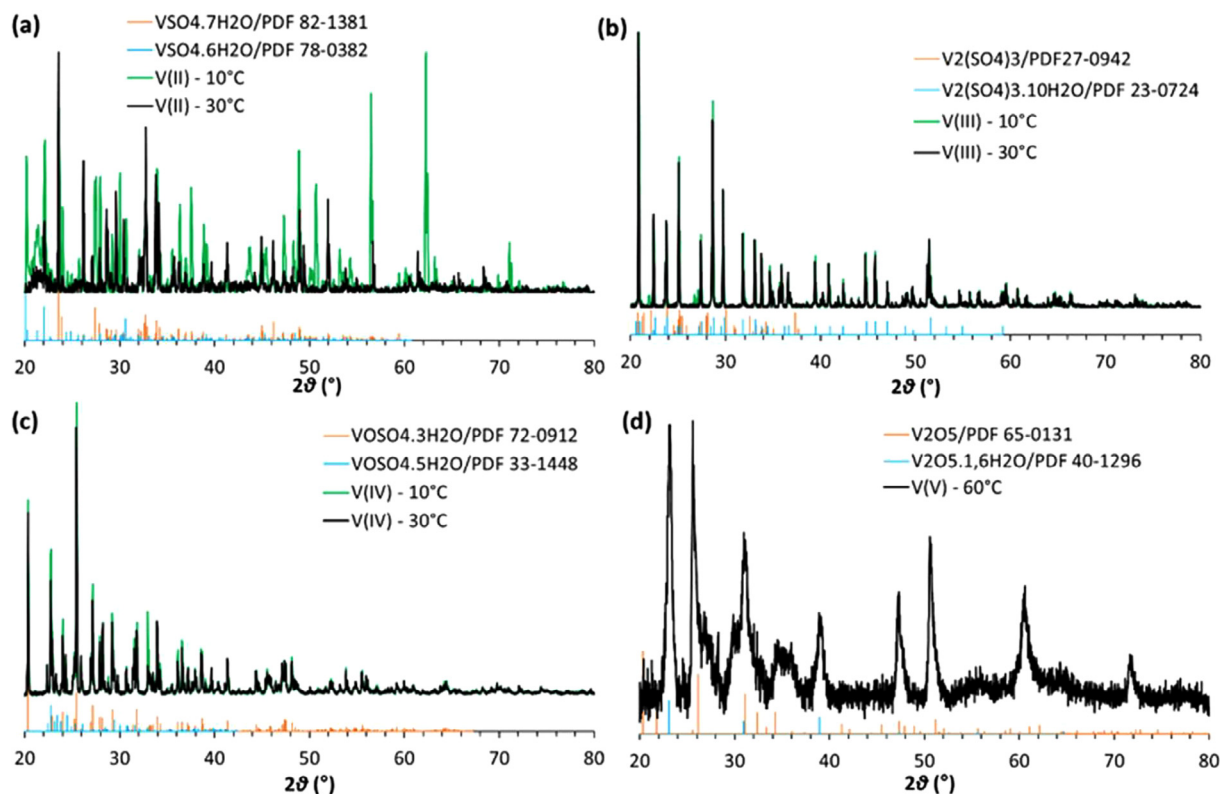 (a)
VSO4.7H2O/PDF 82-1381
VSO4.6H2O/PDF 78-0382
V(II) - 10°C
V(II) - 30°C
20 30 40 50 60 70 80
2ϑ (°)
(b)
V2(SO4)3/PDF27-0942
V2(SO4)3.10H2O/PDF 23-0724
V(III) - 10°C
V(III) - 30°C
20 30 40 50 60 70 80
2ϑ (°)
(c)
VOSO4.3H2O/PDF 72-0912
VOSO4.5H2O/PDF 33-1448
V(IV) - 10°C
V(IV) - 30°C
20 30 40 50 60 70 80
2ϑ (°)
(d)
V2O5/PDF 65-0131
V2O5.1,6H2O/PDF 40-1296
V(V) - 60°C
20 30 40 50 60 70 80
2ϑ (°)